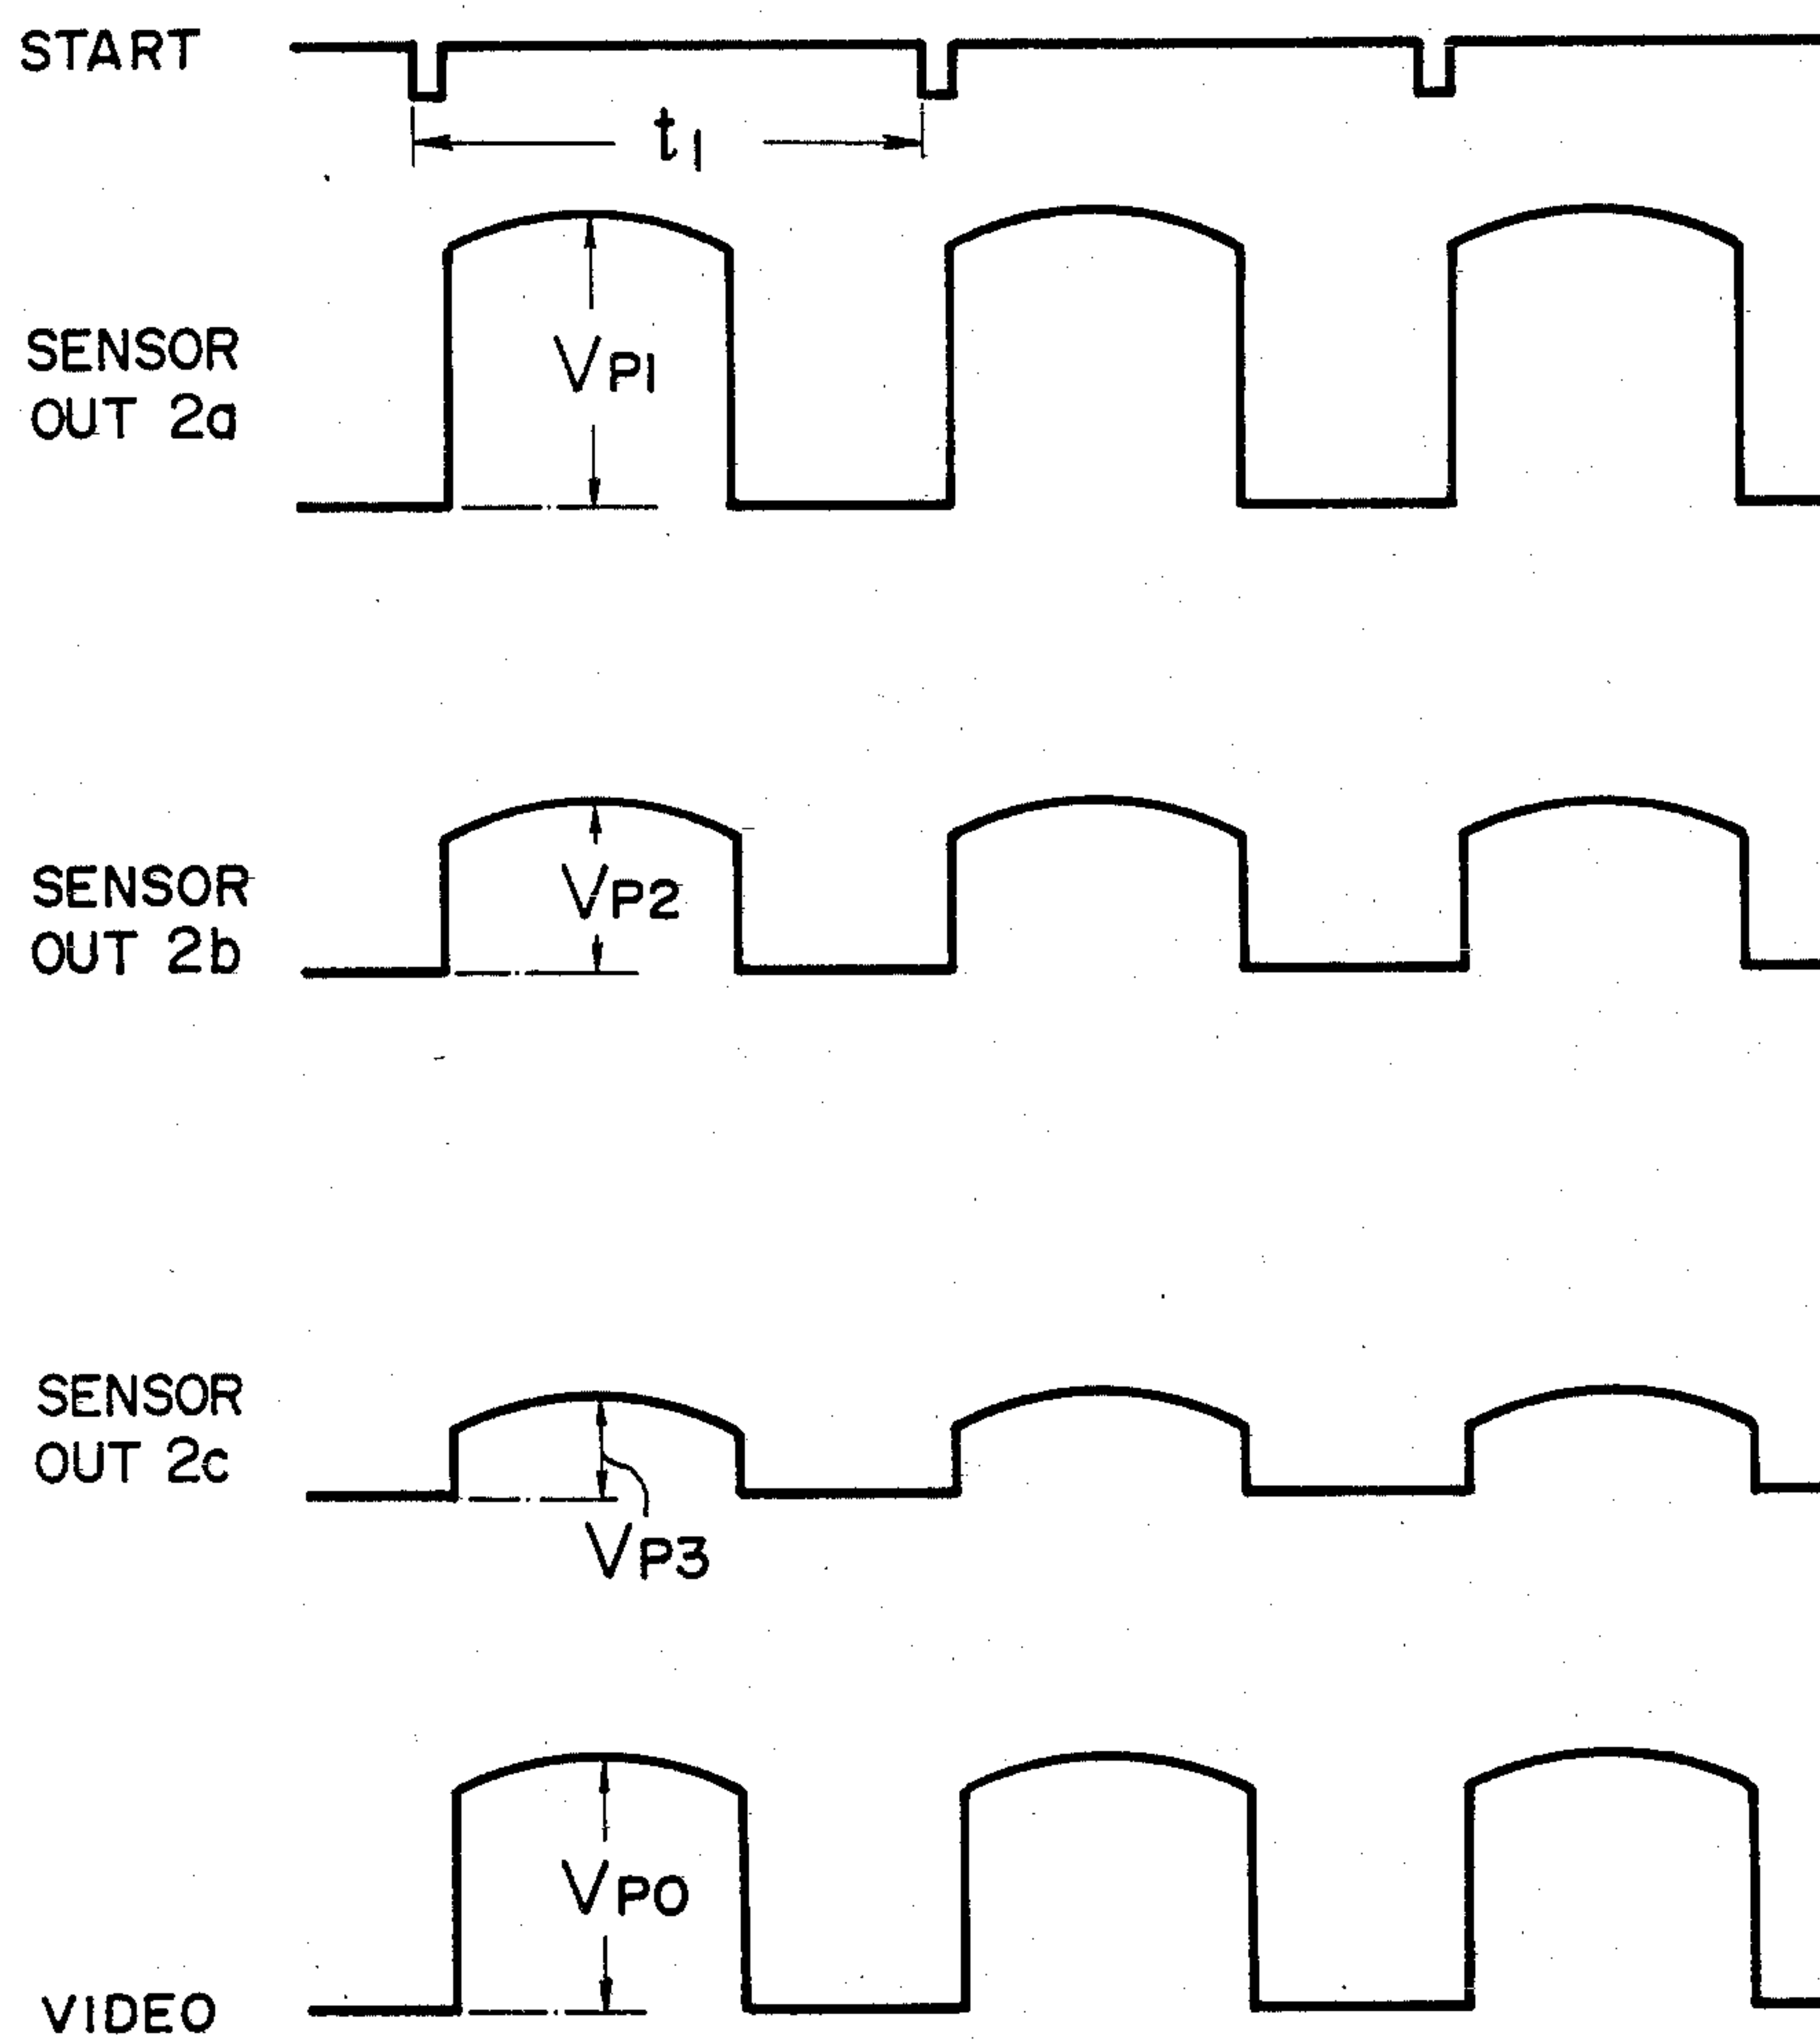 START
t1
SENSOR
OUT 2a
VP1
SENSOR
OUT 2b
VP2
SENSOR
OUT 2c
VP3
VIDEO
VPO